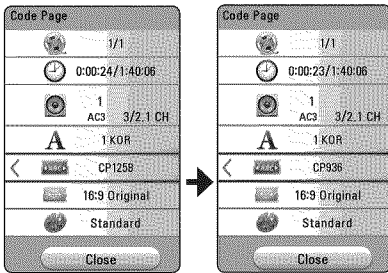 Code Page
1/1
0:00:24/1:40:06
1
AC3 3/2.1 CH
1 KOR
CP1258
16:9 Original
Standard
Close
Code Page
1/1
0:00:23/1:40:06
1
AC3 3/2.1 CH
1 KOR
CP936
16:9 Original
Standard
Close